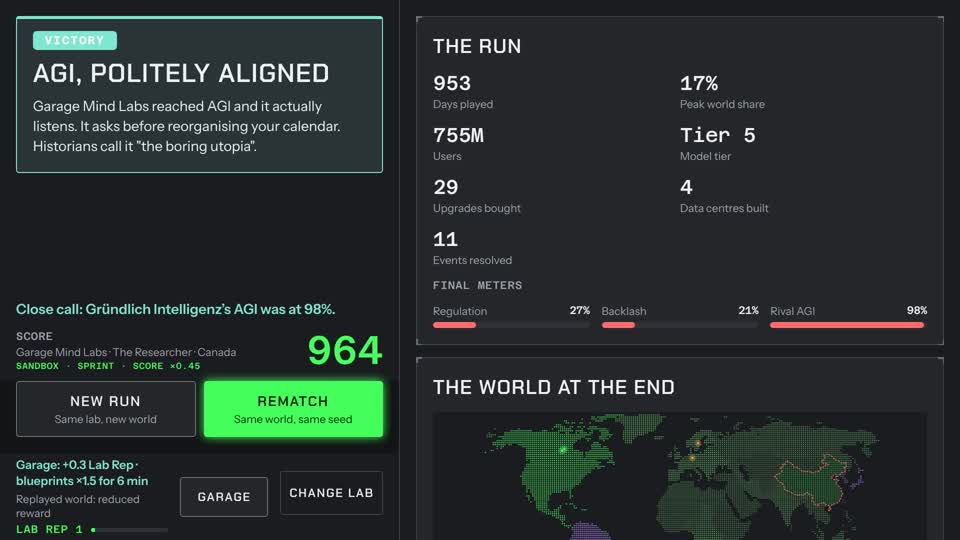 VICTORY
AGI, POLITELY ALIGNED
Garage Mind Labs reached AGI and it actually
listens. It asks before reorganising your calendar.
Historians call it "the boring utopia".
Close call: Gründlich Intelligenz's AGI was at 98%.
SCORE
Garage Mind Labs · The Researcher · Canada
SANDBOX · SPRINT · SCORE ×0.45
964
NEW RUN
Same lab, new world
REMATCH
Same world, same seed
Garage: +0.3 Lab Rep ·
blueprints ×1.5 for 6 min
Replayed world: reduced
reward
LAB REP 1
GARAGE
CHANGE LAB
THE RUN
953
Days played
17%
Peak world share
755M
Users
Tier 5
Model tier
29
Upgrades bought
4
Data centres built
11
Events resolved
FINAL METERS
Regulation 27%
Backlash 21%
Rival AGI 98%
THE WORLD AT THE END